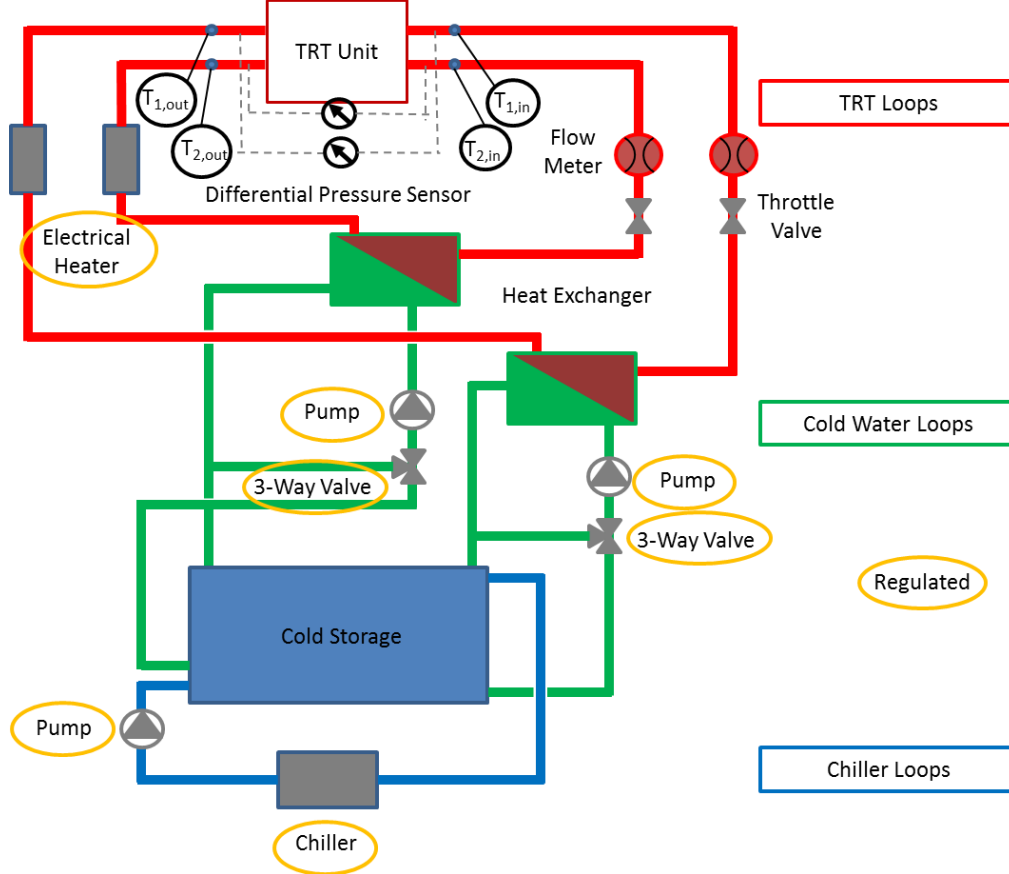 TRT Unit
T1,out
T2,out
T1,in
T2,in
TRT Loops
Flow
Meter
Differential Pressure Sensor
Throttle
Valve
Electrical
Heater
Heat Exchanger
Pump
Cold Water Loops
3-Way Valve
Pump
3-Way Valve
Regulated
Cold Storage
Pump
Chiller Loops
Chiller